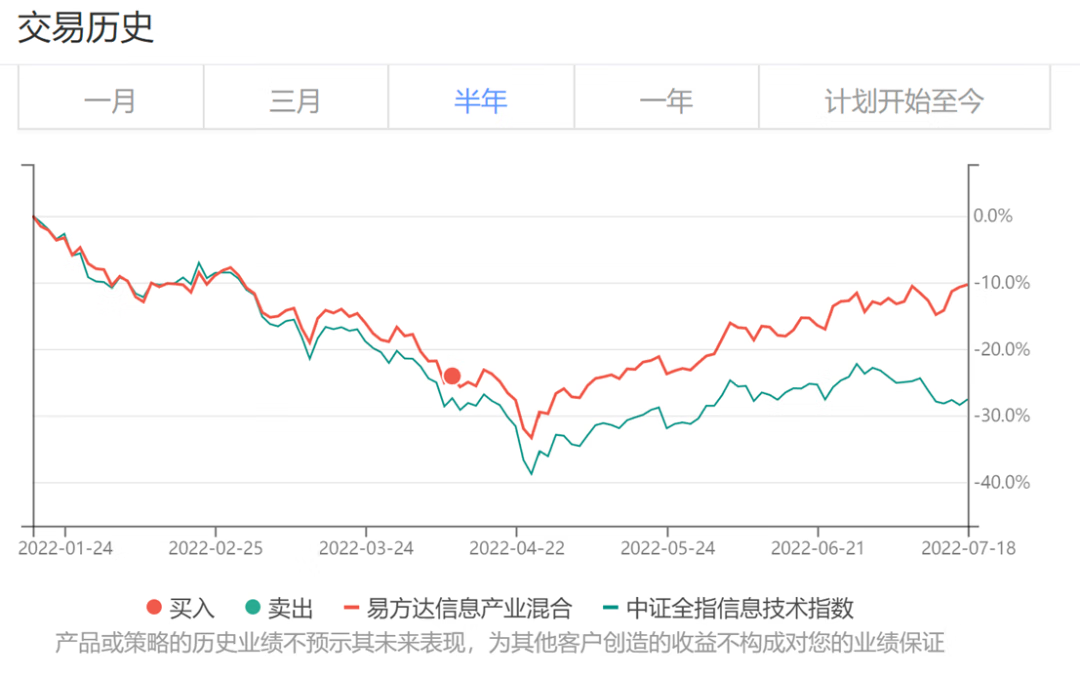 交易历史
一月 三月 半年 一年 计划开始至今
0.0%
-10.0%
-20.0%
-30.0%
-40.0%
2022-01-24 2022-02-25 2022-03-24 2022-04-22 2022-05-24 2022-06-21 2022-07-18
买入 卖出 易方达信息产业混合 中证全指信息技术指数
产品或策略的历史业绩不预示其未来表现，为其他客户创造的收益不构成对您的业绩保证